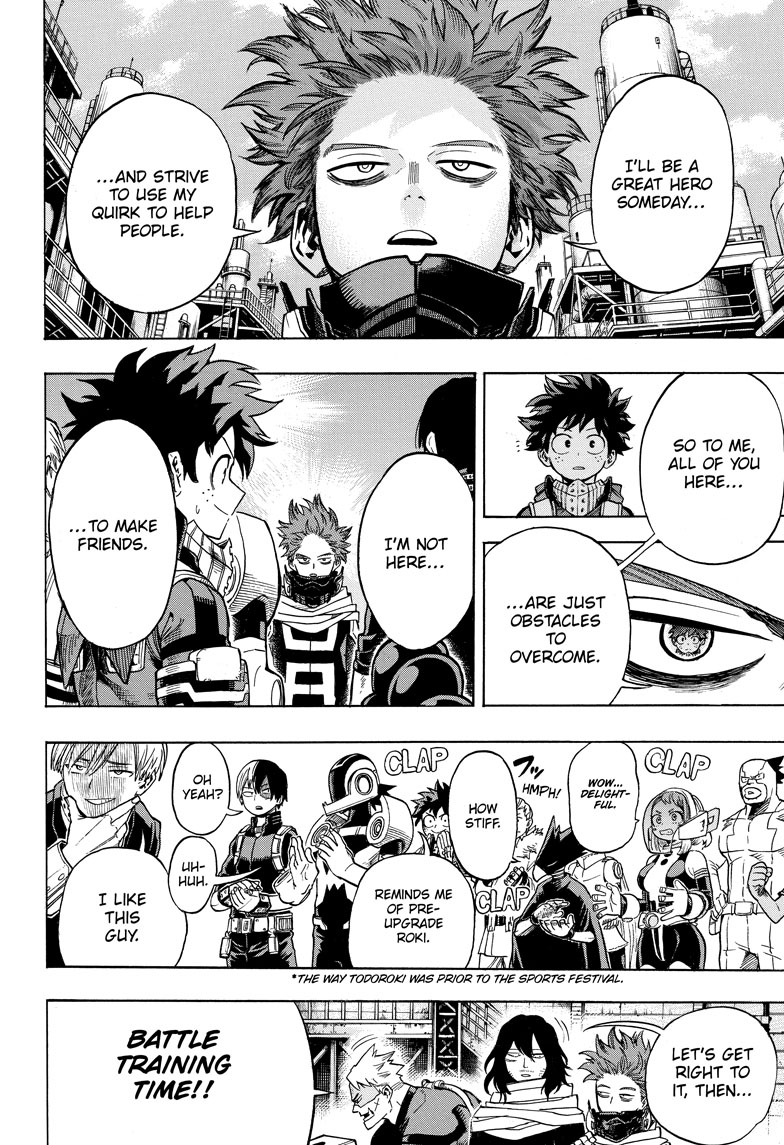 I'LL BE A
GREAT HERO
SOMEDAY...
...AND STRIVE
TO USE MY
QUIRK TO HELP
PEOPLE.
SO TO ME,
ALL OF YOU
HERE...
...ARE JUST
OBSTACLES
TO
OVERCOME.
I'M NOT
HERE...
...TO MAKE
FRIENDS.
CLAP
WOW...
DELIGHT-
FUL.
フッ
HMPH!
CLAP
HOW
STIFF.
CLAP
REMINDS ME
OF PRE-
UPGRADE
ROKI.
OH
YEAH?
UH-
HUH.
I LIKE
THIS
GUY.
*THE WAY TODOROKI WAS PRIOR TO THE SPORTS FESTIVAL.
LET'S GET
RIGHT TO
IT, THEN...
BATTLE
TRAINING
TIME!!